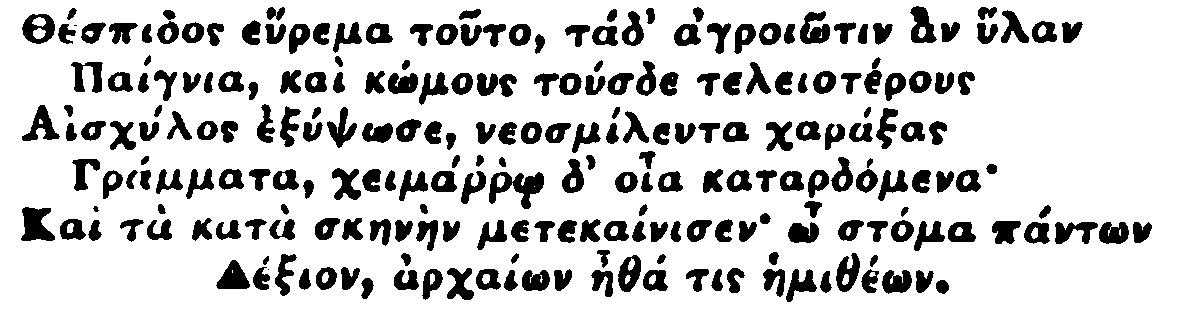 Θέσπιδος εὕρεμα τοῦτο, τάδ' ἀγροιῶτιν ἂν ὕλαν
Παίγνια, καὶ κώμους τούσδε τελειοτέρους
Αἰσχύλος ἐξύψωσε, νεοσμίλευτα χαράξας
Γράμματα, χειμάῤῥῳ δ' οἷα καταρδόμενα·
Καὶ τὰ κατὰ σκηνὴν μετεκαίνισεν· ὦ στόμα πάντων
Δέξιον, ἀρχαίων ἦθά τις ἡμιθέων.